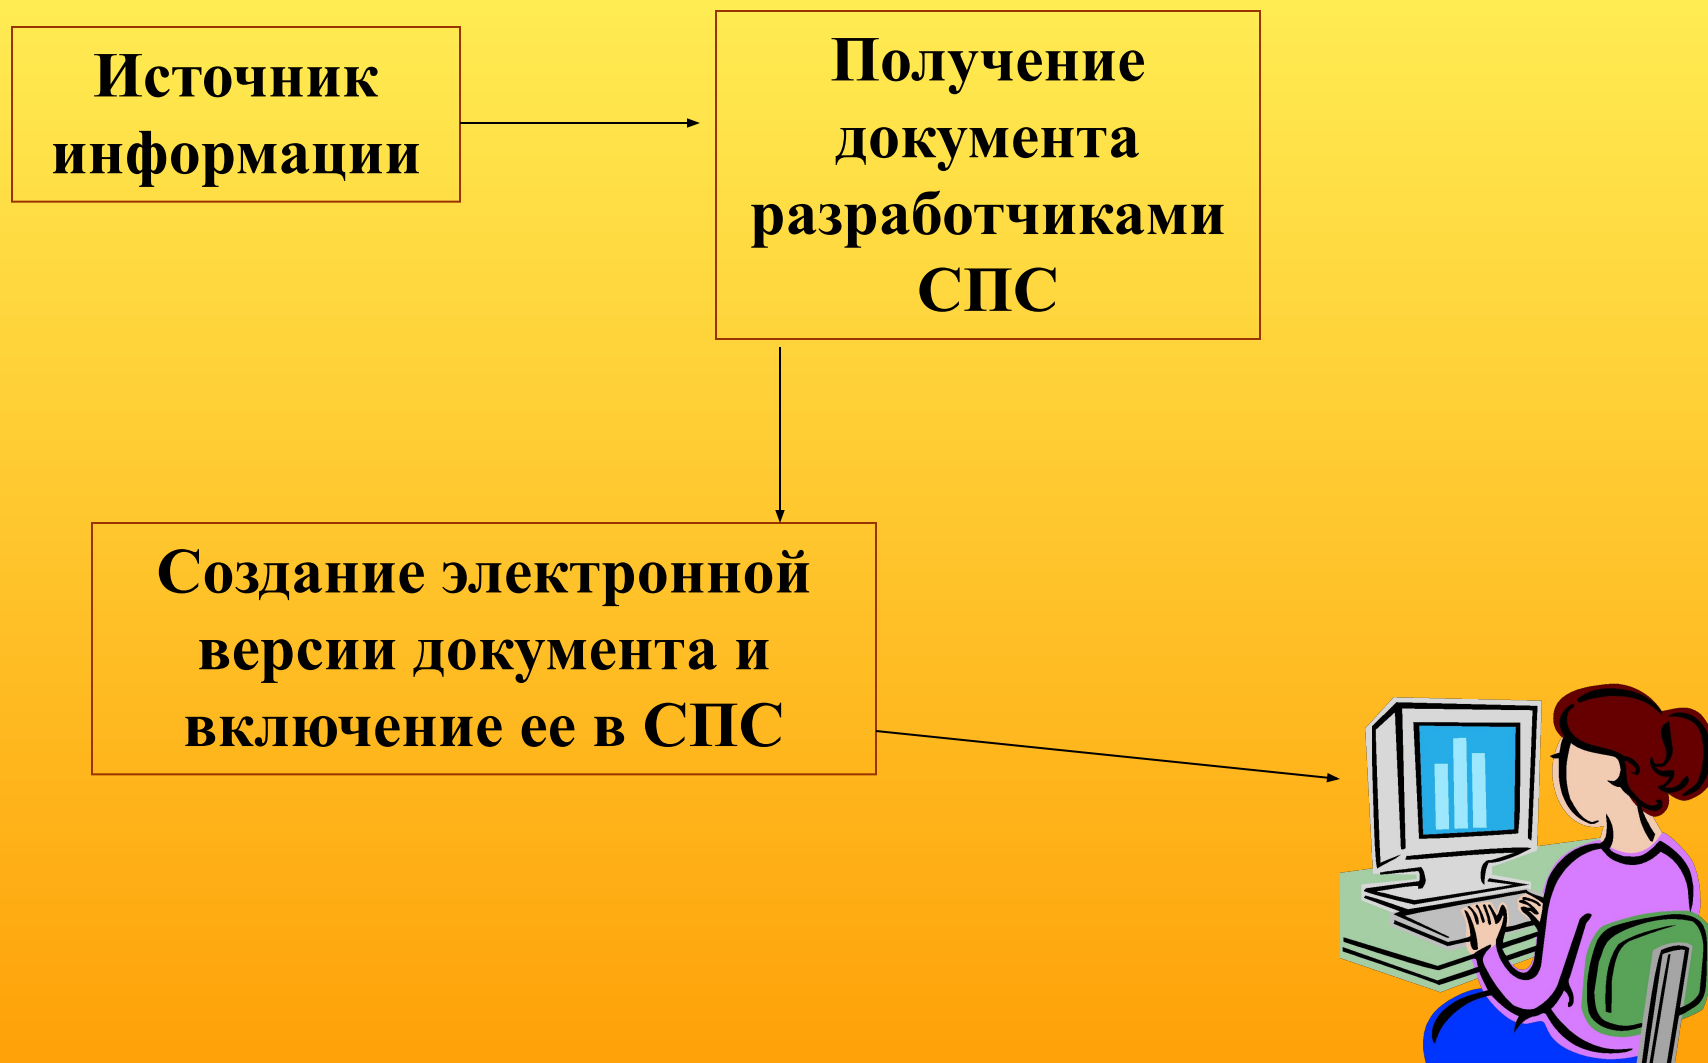 Источник
информации
Получение
документа
разработчиками
СПС
Создание электронной
версии документа и
включение ее в СПС